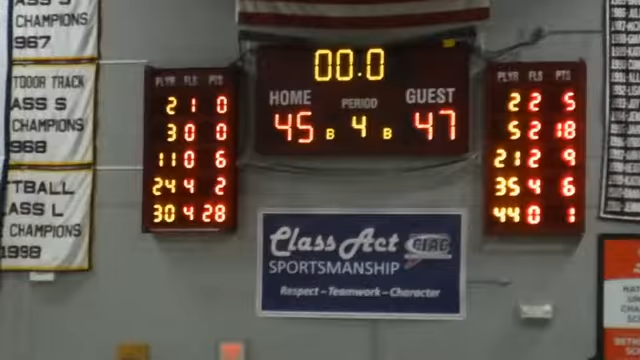 ASS S
CHAMPIONS
1967
TDOOR TRACK
ASS S
CHAMPIONS
968
TBALL
ASS L
CHAMPIONS
1998
PLYR FLS PTS
2 1 0
3 0 0
11 0 6
24 4 2
30 4 28
00.0
HOME PERIOD GUEST
45 B 4 B 47
PLYR FLS PTS
2 2 5
5 2 18
21 2 9
35 4 6
44 0 1
Class Act CIAC
SPORTSMANSHIP
Respect – Teamwork – Character